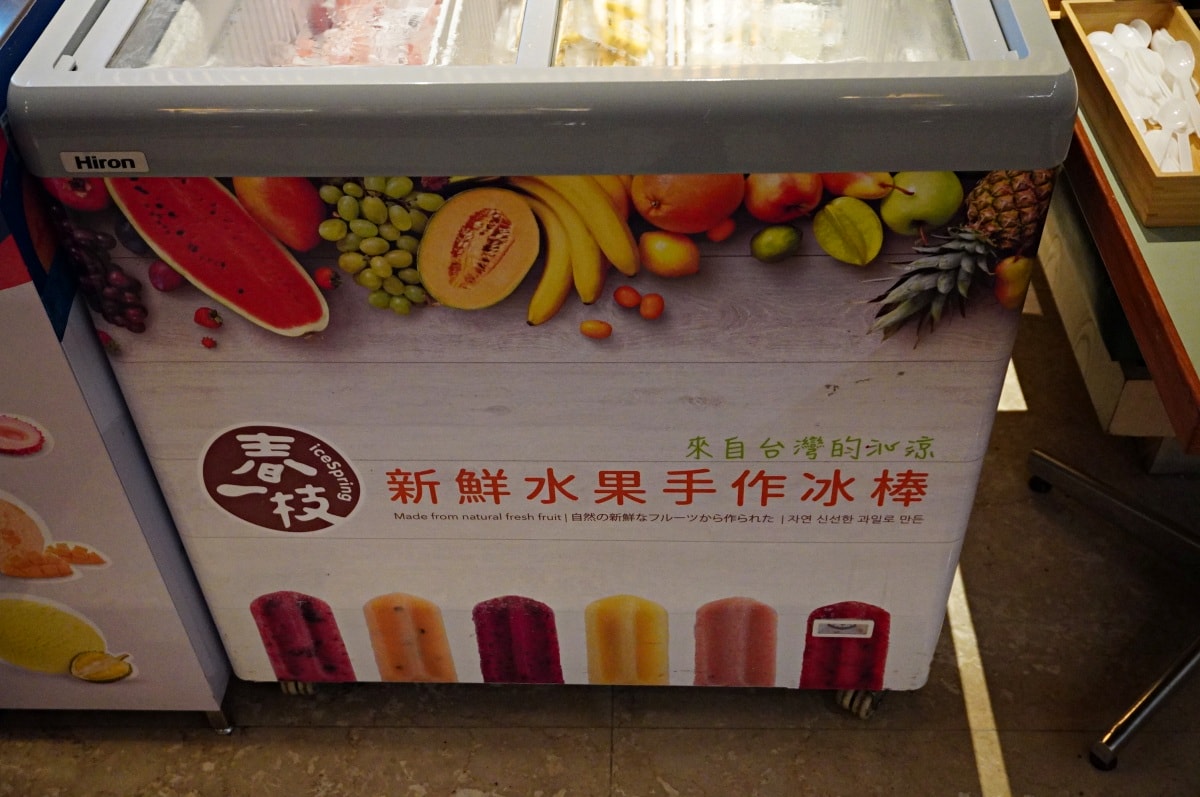 Hiron
來自台灣的沁涼
春一枝
iceSpring
新鮮水果手作冰棒
Made from natural fresh fruit | 自然の新鮮なフルーツから作られた | 자연 신선한 과일로 만든